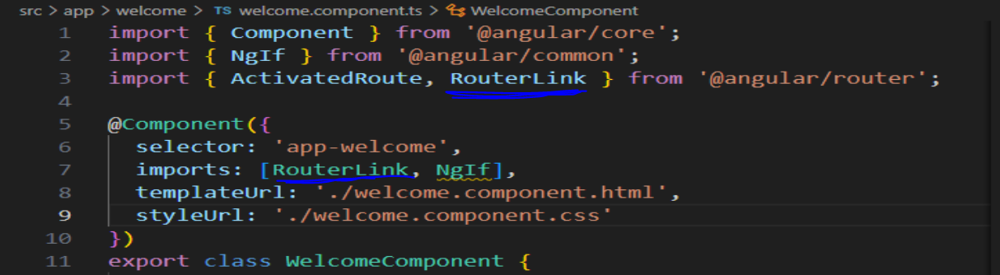 src > app > welcome > TS welcome.component.ts > WelcomeComponent
1 import { Component } from '@angular/core';
2 import { NgIf } from '@angular/common';
3 import { ActivatedRoute, RouterLink } from '@angular/router';
4
5 @Component({
6 selector: 'app-welcome',
7 imports: [RouterLink, NgIf],
8 templateUrl: './welcome.component.html',
9 styleUrl: './welcome.component.css'
10 })
11 export class WelcomeComponent {